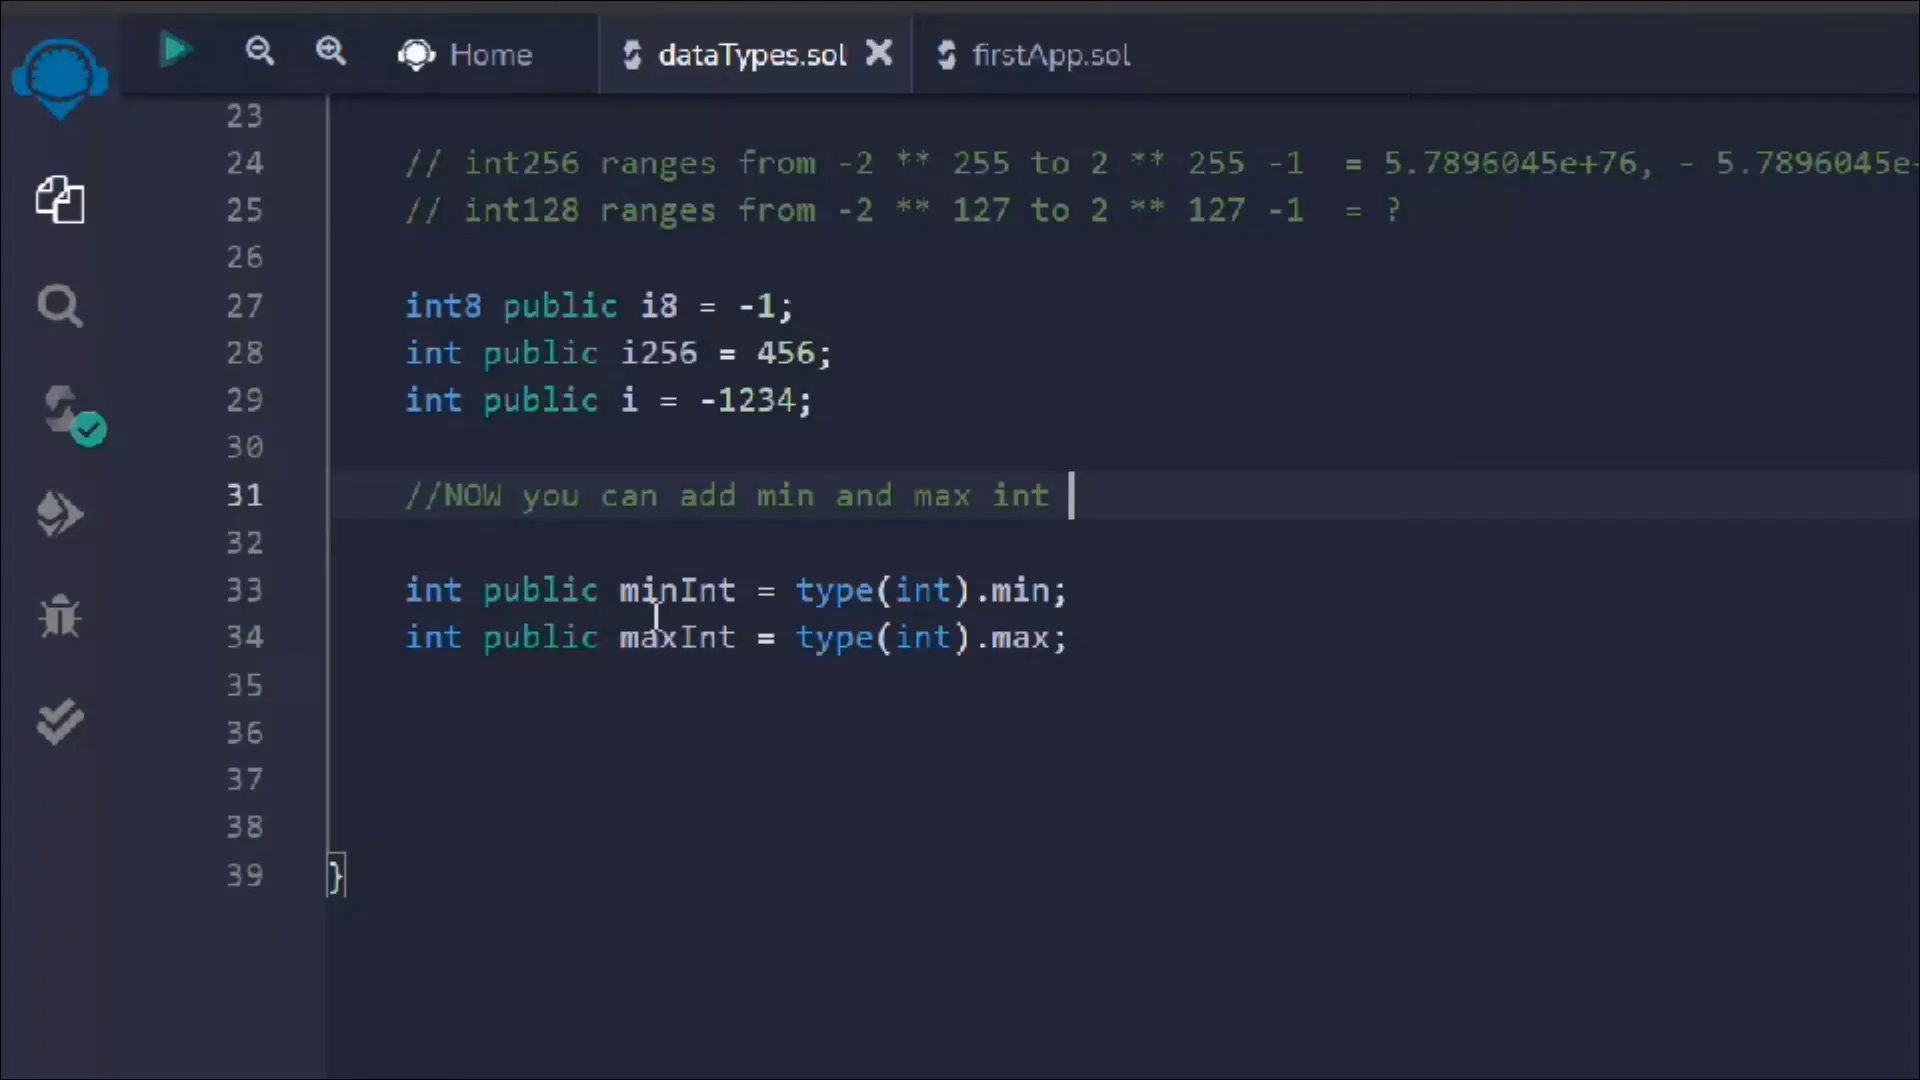 Home
dataTypes.sol
firstApp.sol
23
24 // int256 ranges from -2 ** 255 to 2 ** 255 -1 = 5.7896045e+76, - 5.7896045e-
25 // int128 ranges from -2 ** 127 to 2 ** 127 -1 = ?
26
27 int8 public i8 = -1;
28 int public i256 = 456;
29 int public i = -1234;
30
31 //NOW you can add min and max int
32
33 int public minInt = type(int).min;
34 int public maxInt = type(int).max;
35
36
37
38
39 }